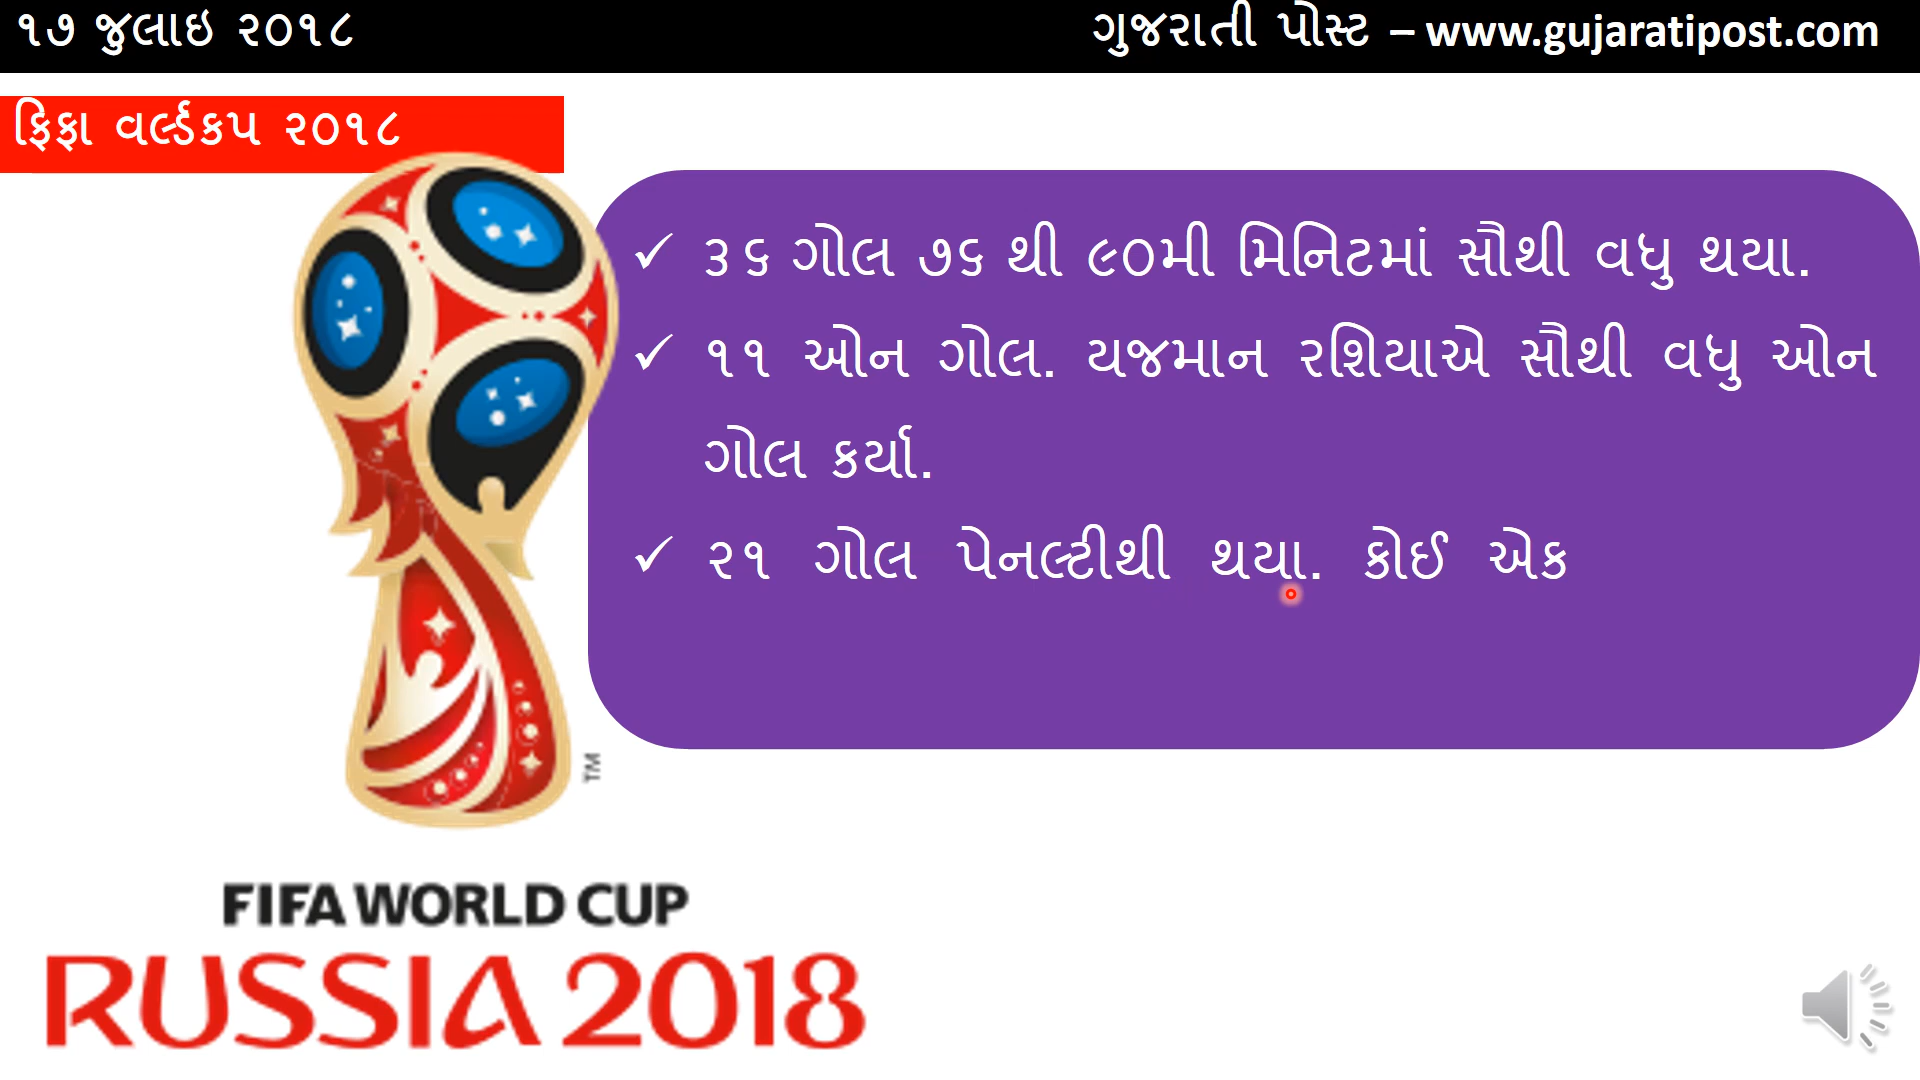 ૧૭ જુલાઇ ૨૦૧૮
ગુજરાતી પોસ્ટ – www.gujaratipost.com
ફિફા વર્લ્ડકપ ૨૦૧૮
✓ ૩૬ ગોલ ૭૬ થી ૯૦મી મિનિટમાં સૌથી વધુ થયા.
✓ ૧૧ ઓન ગોલ. યજમાન રશિયાએ સૌથી વધુ ઓન
ગોલ કર્યા.
✓ ૨૧ ગોલ પેનલ્ટીથી થયા. કોઈ એક
TM
FIFA WORLD CUP
RUSSIA 2018